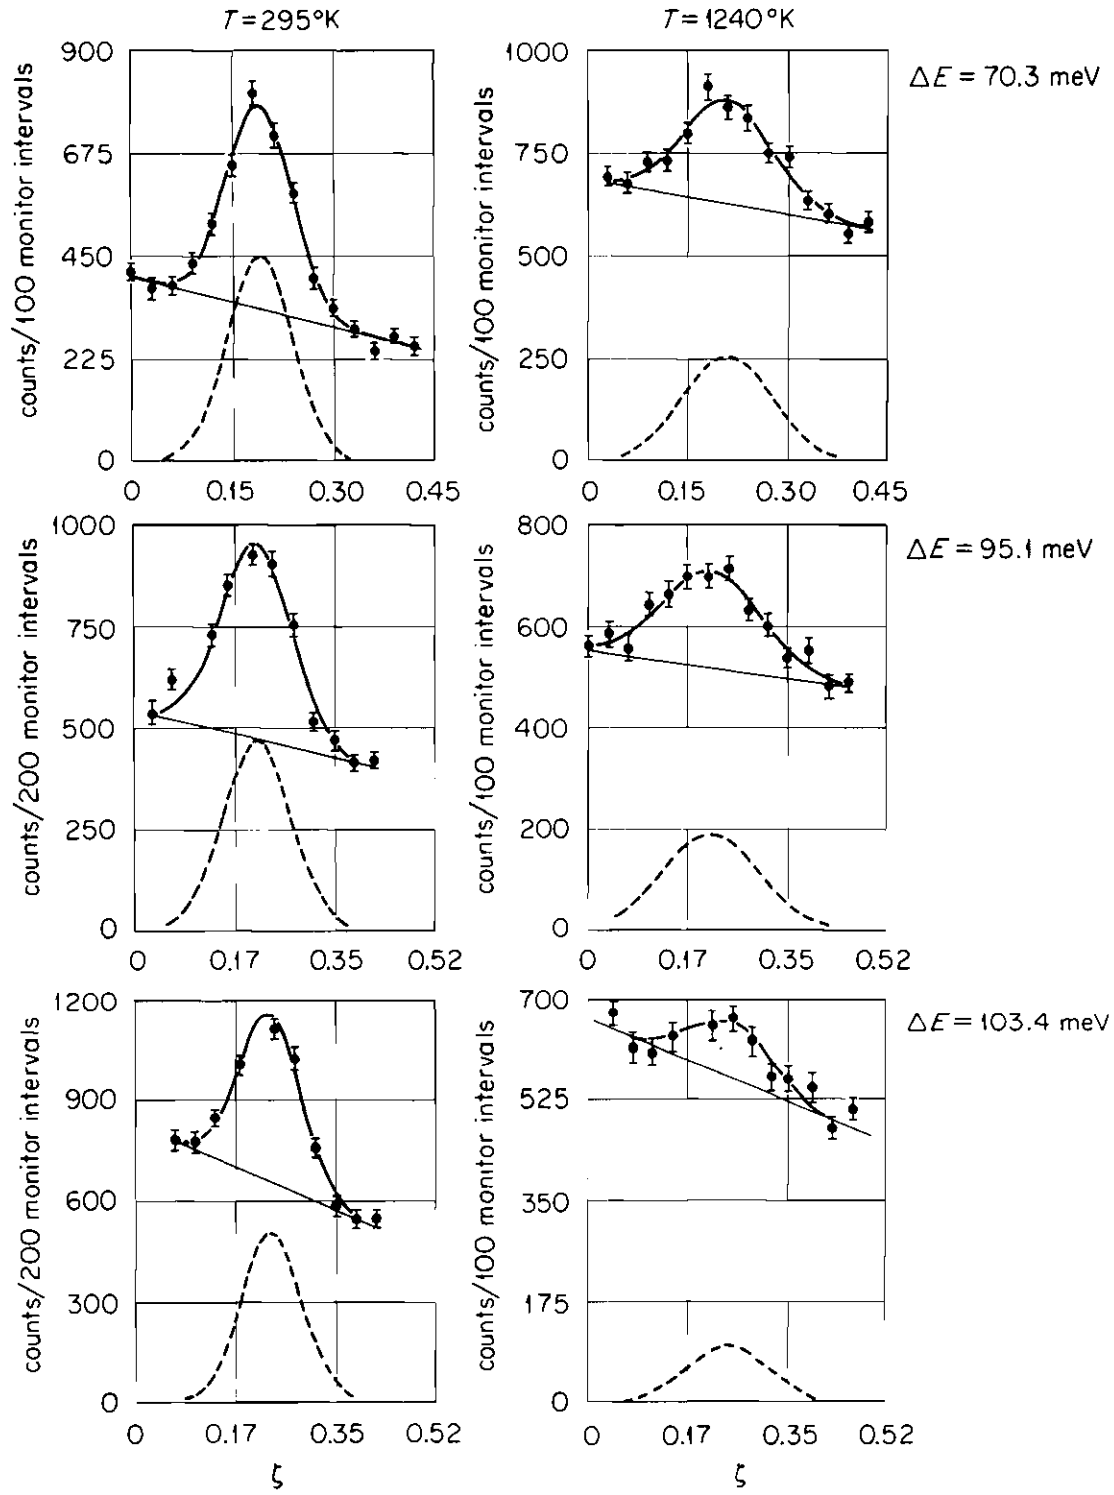 T = 295°K
T = 1240°K
900
675
450
225
0
counts/100 monitor intervals
0 0.15 0.30 0.45
1000
750
500
250
0
counts/100 monitor intervals
0 0.15 0.30 0.45
ΔE = 70.3 meV
1000
750
500
250
0
counts/200 monitor intervals
0 0.17 0.35 0.52
800
600
400
200
0
counts/100 monitor intervals
0 0.17 0.35 0.52
ΔE = 95.1 meV
1200
900
600
300
0
counts/200 monitor intervals
0 0.17 0.35 0.52
ζ
700
525
350
175
0
counts/100 monitor intervals
0 0.17 0.35 0.52
ζ
ΔE = 103.4 meV